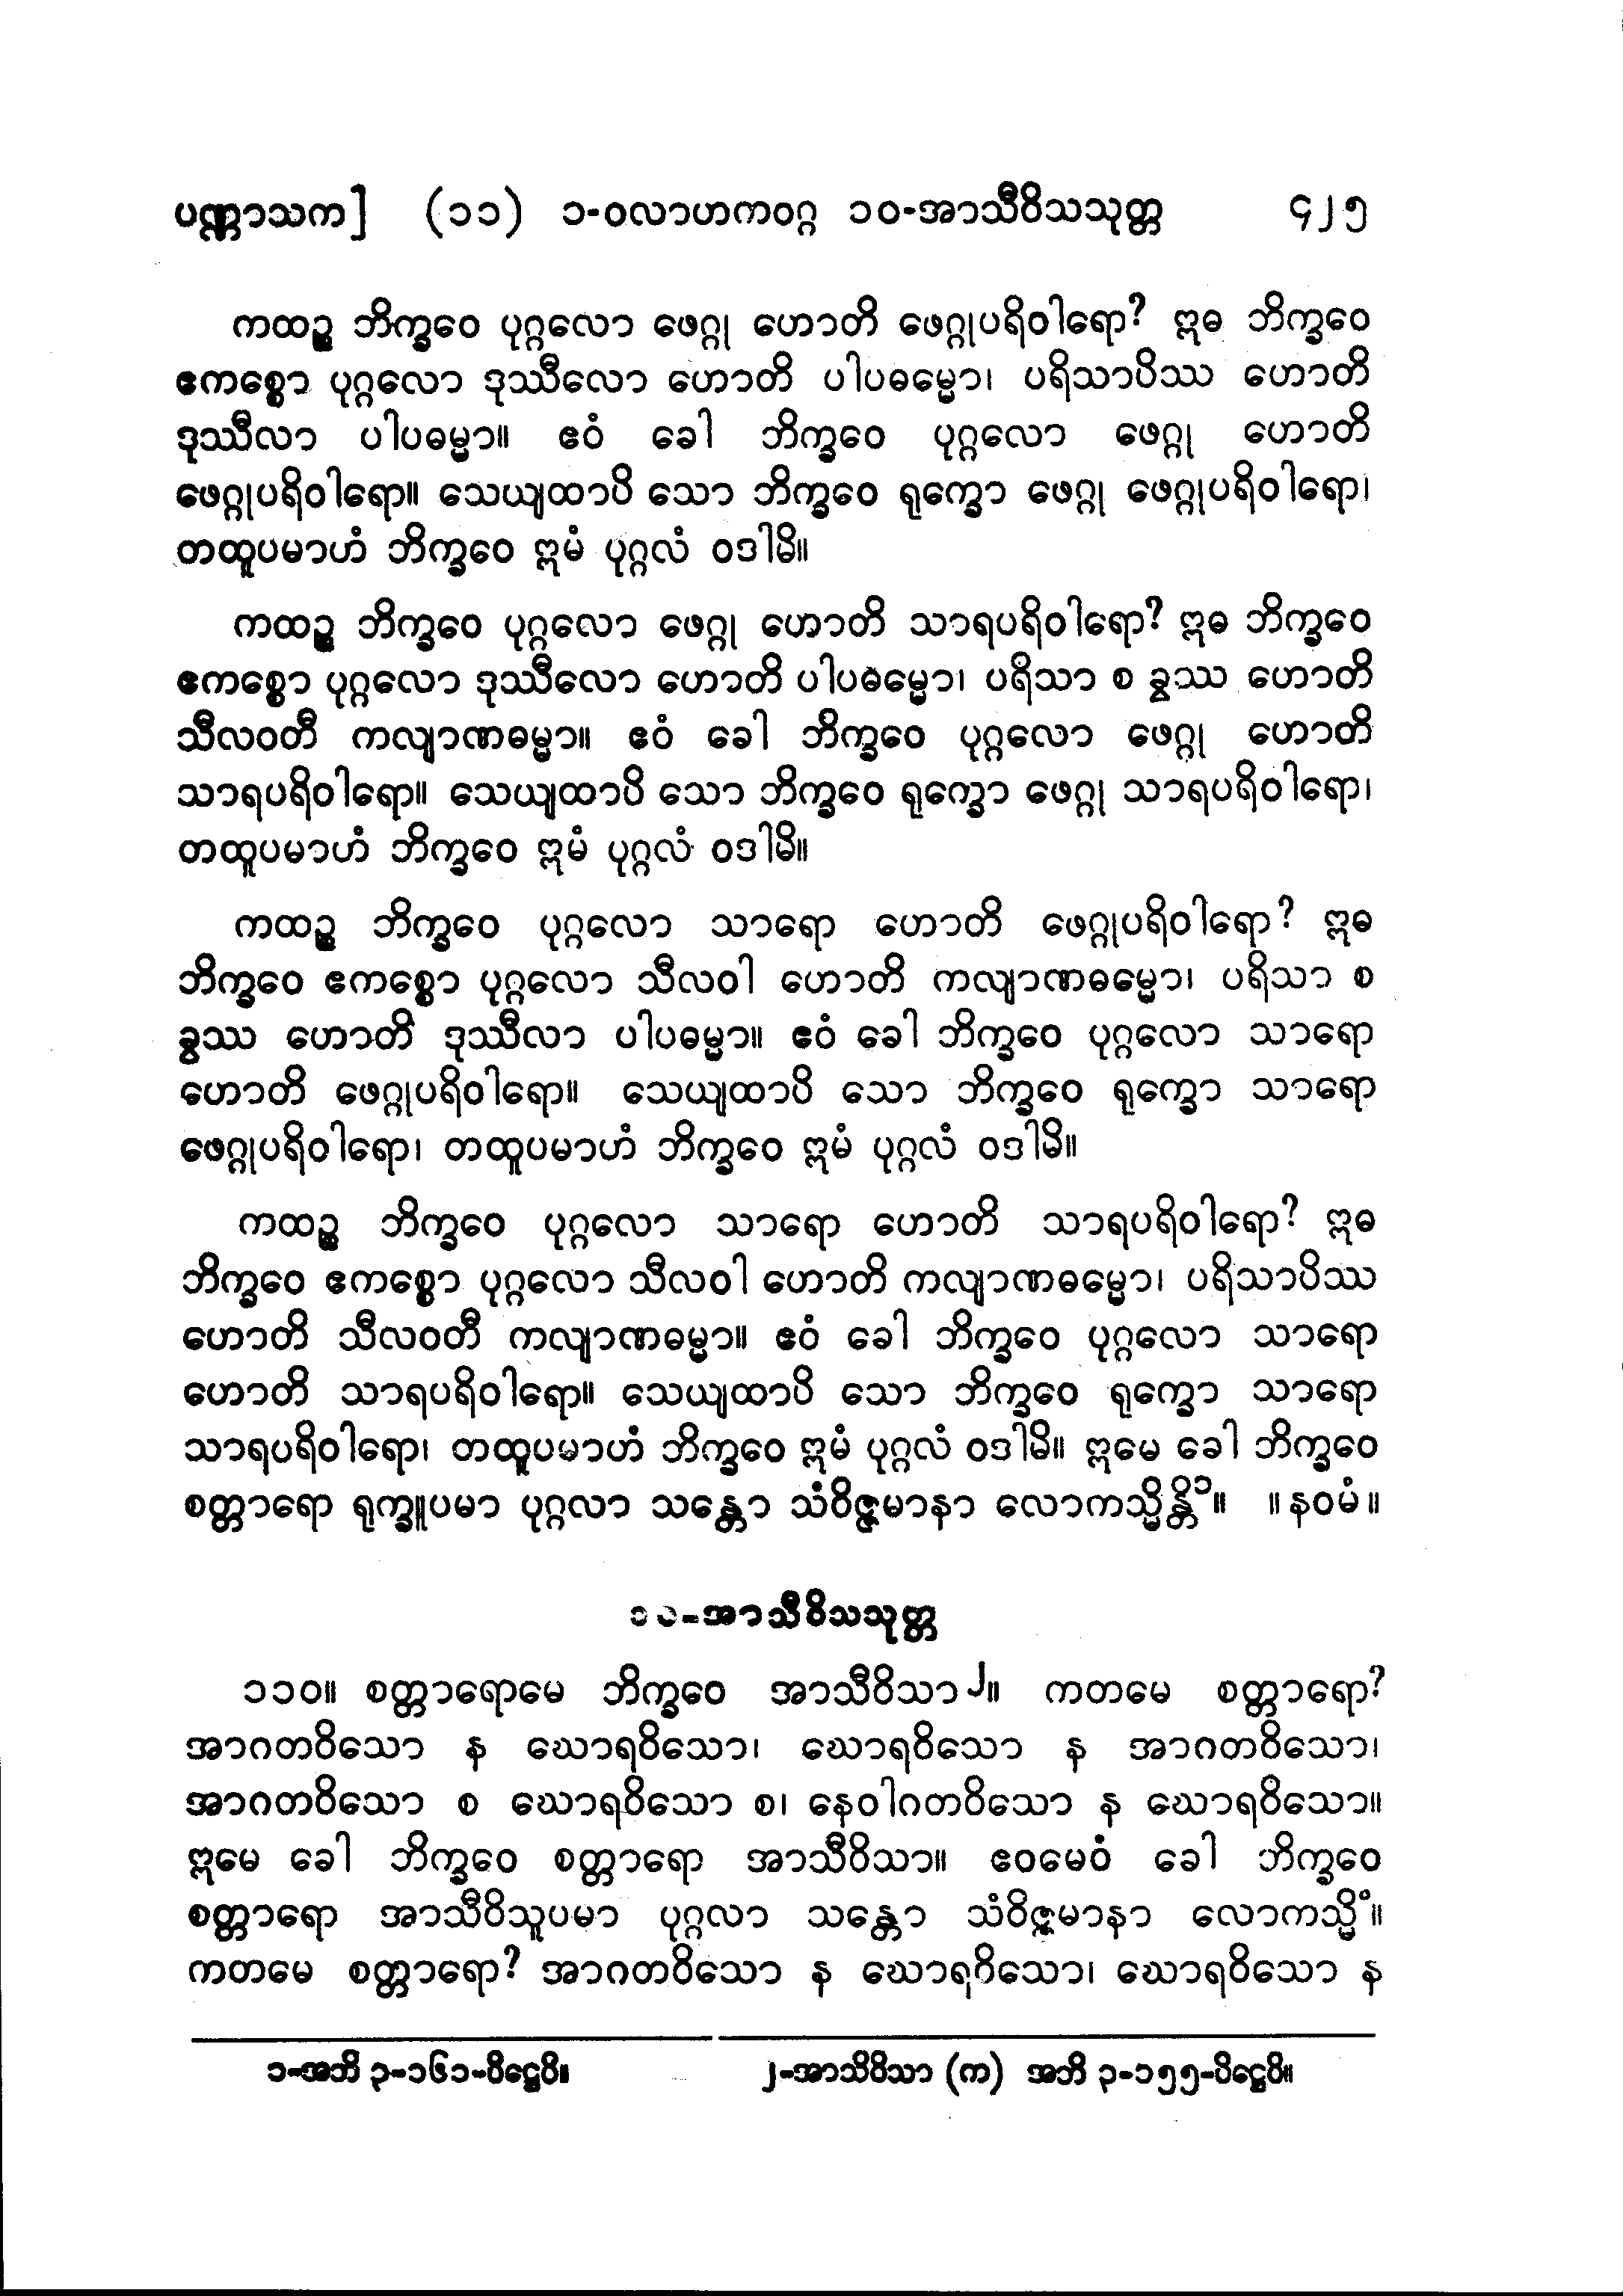 ပဏ္ဏာသက] (၁၁) ၁-ဝလာဟကဝဂ္ဂ ၁၀-အာသီဝိသသုတ္တ ၄၂၅
ကထဉ္စ ဘိက္ခဝေ ပုဂ္ဂလော ဖေဂ္ဂု ဟောတိ ဖေဂ္ဂုပရိဝါရော? ဣဓ ဘိက္ခဝေ
ဧကစ္စော ပုဂ္ဂလော ဒုဿီလော ဟောတိ ပါပဓမ္မော၊ ပရိသာပိဿ ဟောတိ
ဒုဿီလာ ပါပဓမ္မာ။ ဧဝံ ခေါ ဘိက္ခဝေ ပုဂ္ဂလော ဖေဂ္ဂု ဟောတိ
ဖေဂ္ဂုပရိဝါရော။ သေယျထာပိ သော ဘိက္ခဝေ ရုက္ခော ဖေဂ္ဂု ဖေဂ္ဂုပရိဝါရော၊
တထူပမာဟံ ဘိက္ခဝေ ဣမံ ပုဂ္ဂလံ ဝဒါမိ။
ကထဉ္စ ဘိက္ခဝေ ပုဂ္ဂလော ဖေဂ္ဂု ဟောတိ သာရပရိဝါရော? ဣဓ ဘိက္ခဝေ
ဧကစ္စော ပုဂ္ဂလော ဒုဿီလော ဟောတိ ပါပဓမ္မော၊ ပရိသာ စ ခွဿ ဟောတိ
သီလဝတီ ကလျာဏဓမ္မာ။ ဧဝံ ခေါ ဘိက္ခဝေ ပုဂ္ဂလော ဖေဂ္ဂု ဟောတိ
သာရပရိဝါရော။ သေယျထာပိ သော ဘိက္ခဝေ ရုက္ခော ဖေဂ္ဂု သာရပရိဝါရော၊
တထူပမာဟံ ဘိက္ခဝေ ဣမံ ပုဂ္ဂလံ ဝဒါမိ။
ကထဉ္စ ဘိက္ခဝေ ပုဂ္ဂလော သာရော ဟောတိ ဖေဂ္ဂုပရိဝါရော? ဣဓ
ဘိက္ခဝေ ဧကစ္စော ပုဂ္ဂလော သီလဝါ ဟောတိ ကလျာဏဓမ္မော၊ ပရိသာ စ
ခွဿ ဟောတိ ဒုဿီလာ ပါပဓမ္မာ။ ဧဝံ ခေါ ဘိက္ခဝေ ပုဂ္ဂလော သာရော
ဟောတိ ဖေဂ္ဂုပရိဝါရော။ သေယျထာပိ သော ဘိက္ခဝေ ရုက္ခော သာရော
ဖေဂ္ဂုပရိဝါရော၊ တထူပမာဟံ ဘိက္ခဝေ ဣမံ ပုဂ္ဂလံ ဝဒါမိ။
ကထဉ္စ ဘိက္ခဝေ ပုဂ္ဂလော သာရော ဟောတိ သာရပရိဝါရော? ဣဓ
ဘိက္ခဝေ ဧကစ္စော ပုဂ္ဂလော သီလဝါ ဟောတိ ကလျာဏဓမ္မော၊ ပရိသာပိဿ
ဟောတိ သီလဝတီ ကလျာဏဓမ္မာ။ ဧဝံ ခေါ ဘိက္ခဝေ ပုဂ္ဂလော သာရော
ဟောတိ သာရပရိဝါရော။ သေယျထာပိ သော ဘိက္ခဝေ ရုက္ခော သာရော
သာရပရိဝါရော၊ တထူပမာဟံ ဘိက္ခဝေ ဣမံ ပုဂ္ဂလံ ဝဒါမိ။ ဣမေ ခေါ ဘိက္ခဝေ
စတ္တာရော ရုက္ခူပမာ ပုဂ္ဂလာ သန္တော သံဝိဇ္ဇမာနာ လောကသ္မိန္တိ၁။ ။နဝမံ။
၁၀-အာသီဝိသသုတ္တ
၁၁၀။ စတ္တာရောမေ ဘိက္ခဝေ အာသီဝိသာ၂။ ကတမေ စတ္တာရော?
အာဂတဝိသော န ဃောရဝိသော၊ ဃောရဝိသော န အာဂတဝိသော၊
အာဂတဝိသော စ ဃောရဝိသော စ၊ နေဝါဂတဝိသော န ဃောရဝိသော။
ဣမေ ခေါ ဘိက္ခဝေ စတ္တာရော အာသီဝိသာ။ ဧဝမေဝံ ခေါ ဘိက္ခဝေ
စတ္တာရော အာသီဝိသူပမာ ပုဂ္ဂလာ သန္တော သံဝိဇ္ဇမာနာ လောကသ္မိံ။
ကတမေ စတ္တာရော? အာဂတဝိသော န ဃောရဝိသော၊ ဃောရဝိသော န
၁-အဘိ ၃-၁၆၁-ပိဋ္ဌေပိ။ ၂-အာသိဝိသာ (က) အဘိ ၃-၁၅၅-ပိဋ္ဌေပိ။